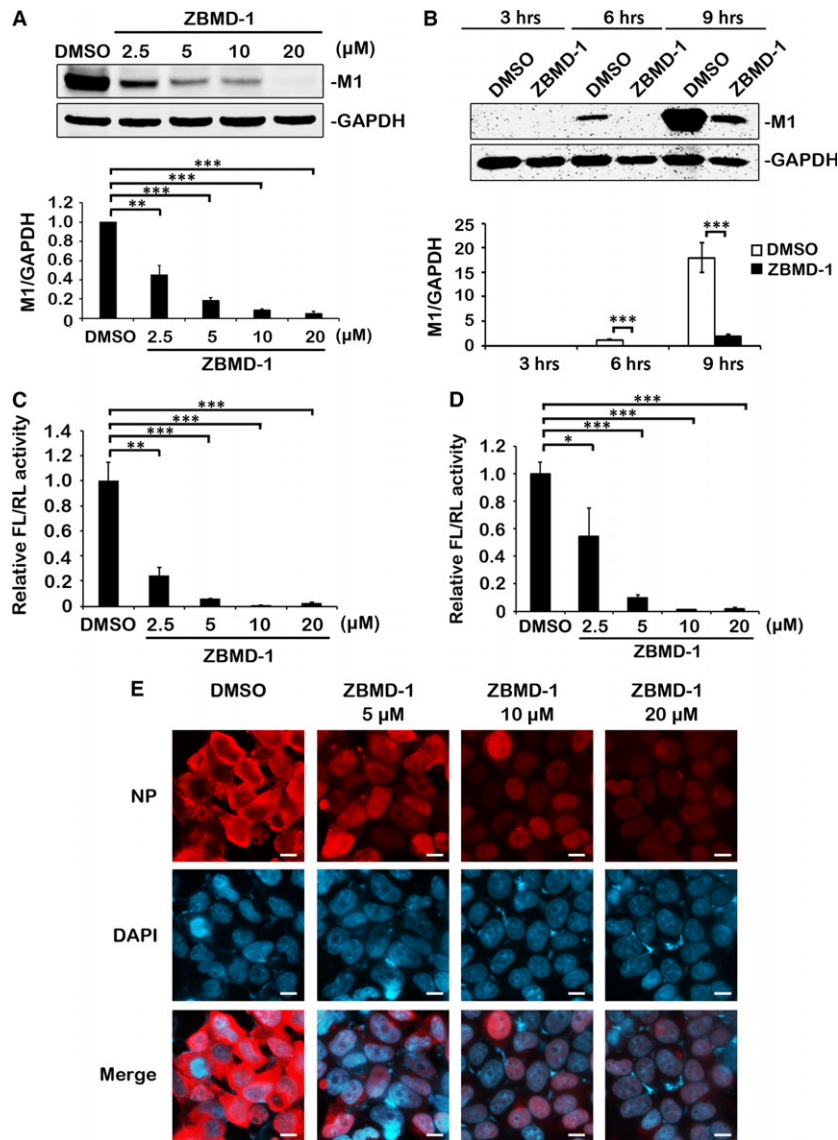 A
ZBMD-1
DMSO 2.5 5 10 20 (µM)
-M1
-GAPDH
***
***
***
**
M1/GAPDH
1.2
1.0
0.8
0.6
0.4
0.2
0
DMSO 2.5 5 10 20 (µM)
ZBMD-1
B
3 hrs 6 hrs 9 hrs
DMSO ZBMD-1 DMSO ZBMD-1 DMSO ZBMD-1
-M1
-GAPDH
M1/GAPDH
25
20
15
10
5
0
***
***
DMSO
ZBMD-1
3 hrs 6 hrs 9 hrs
C
***
***
***
**
Relative FL/RL activity
1.4
1.2
1.0
0.8
0.6
0.4
0.2
0
DMSO 2.5 5 10 20 (µM)
ZBMD-1
D
***
***
***
*
Relative FL/RL activity
1.2
1.0
0.8
0.6
0.4
0.2
0
DMSO 2.5 5 10 20 (µM)
ZBMD-1
E
DMSO ZBMD-1 ZBMD-1 ZBMD-1
5 µM 10 µM 20 µM
NP
DAPI
Merge